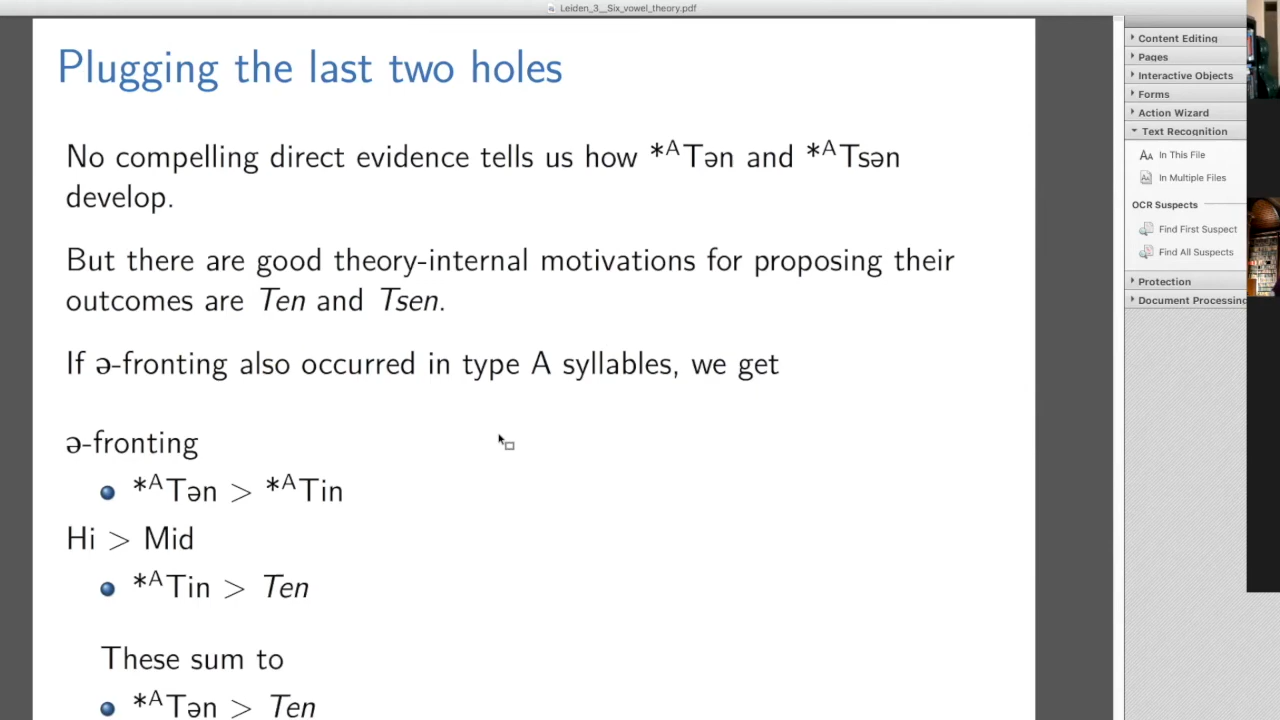 Leiden_3__Six_vowel_theory.pdf
Plugging the last two holes
No compelling direct evidence tells us how *ᴬTən and *ᴬTsən
develop.
But there are good theory-internal motivations for proposing their
outcomes are Ten and Tsen.
If ə-fronting also occurred in type A syllables, we get
ə-fronting
*ᴬTən > *ᴬTin
Hi > Mid
*ᴬTin > Ten
These sum to
*ᴬTən > Ten
Content Editing
Pages
Interactive Objects
Forms
Action Wizard
Text Recognition
In This File
In Multiple Files
OCR Suspects
Find First Suspect
Find All Suspects
Protection
Document Processing